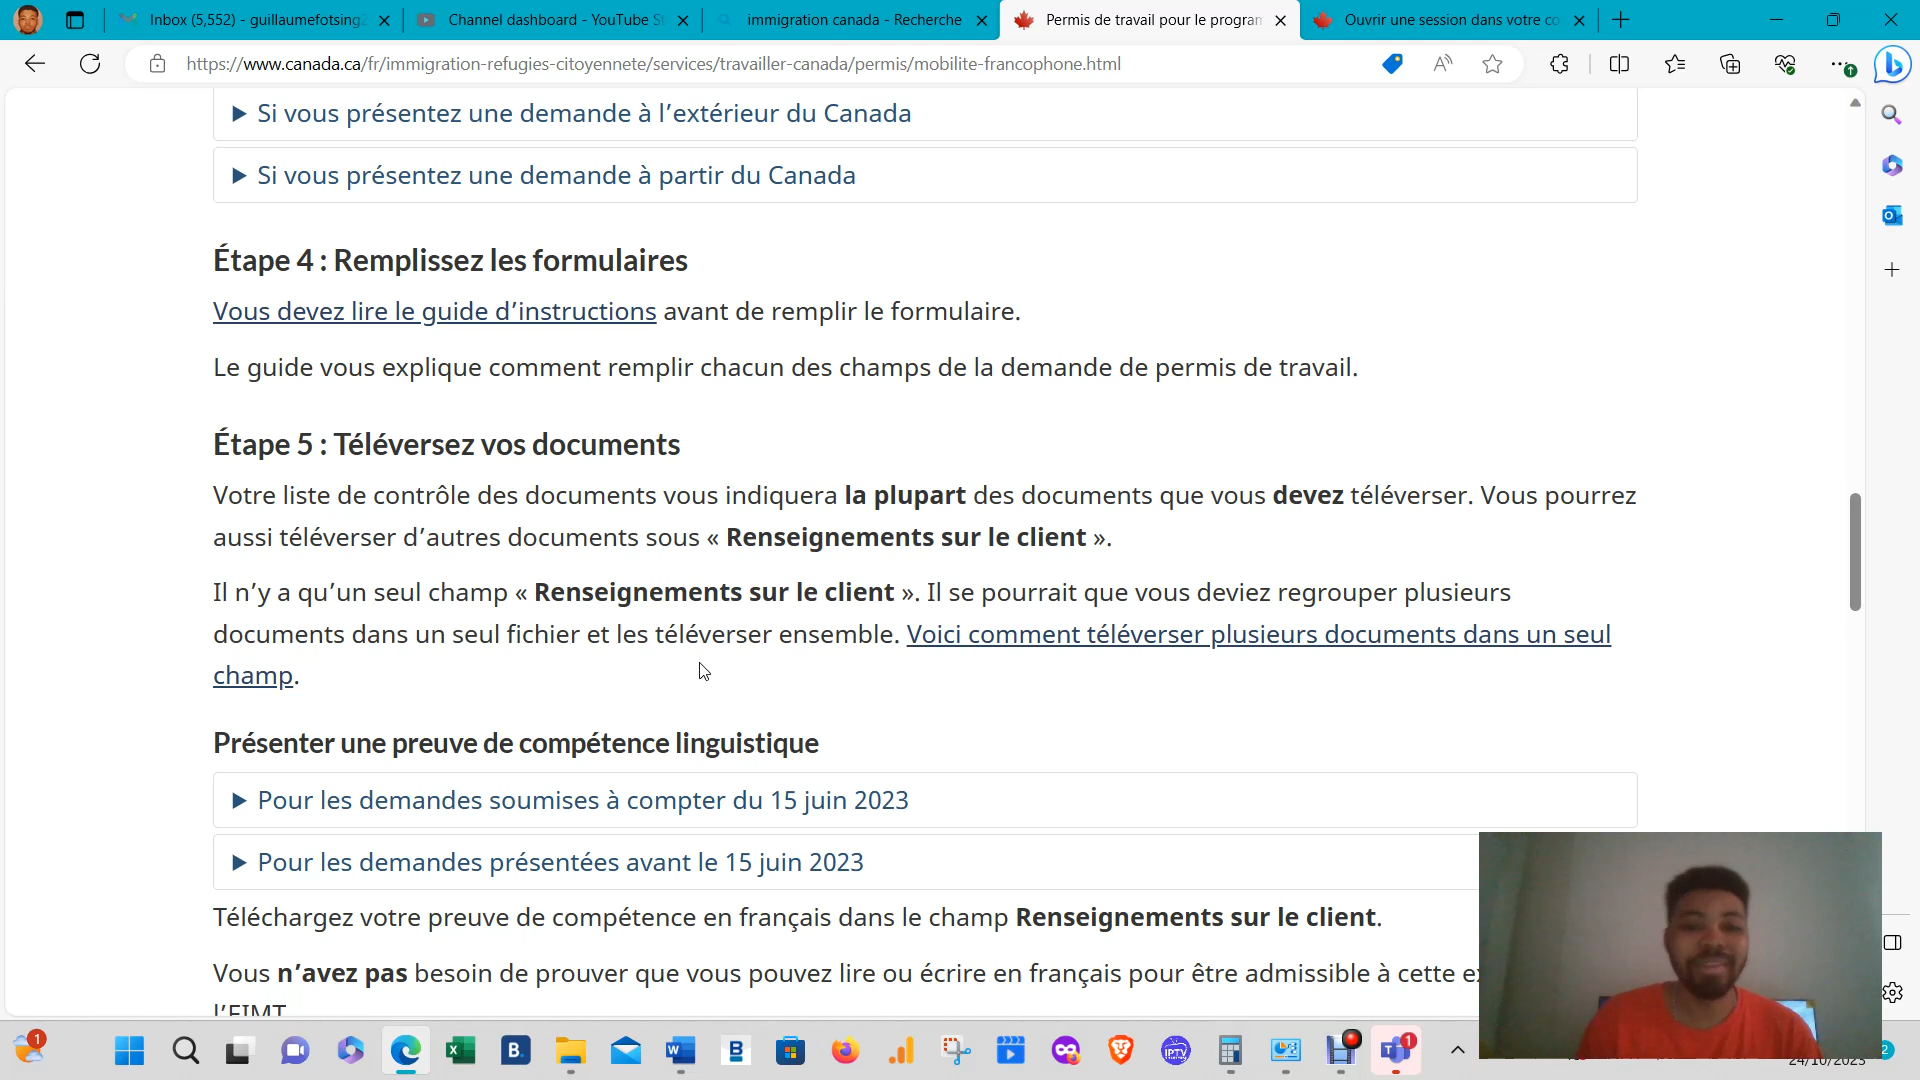 Inbox (5,552) - guillaumefotsing2
Channel dashboard - YouTube St
immigration canada - Recherche
Permis de travail pour le program
Ouvrir une session dans votre co
https://www.canada.ca/fr/immigration-refugies-citoyennete/services/travailler-canada/permis/mobilite-francophone.html
Si vous présentez une demande à l’extérieur du Canada
Si vous présentez une demande à partir du Canada
Étape 4 : Remplissez les formulaires
Vous devez lire le guide d’instructions avant de remplir le formulaire.
Le guide vous explique comment remplir chacun des champs de la demande de permis de travail.
Étape 5 : Téléversez vos documents
Votre liste de contrôle des documents vous indiquera la plupart des documents que vous devez téléverser. Vous pourrez
aussi téléverser d’autres documents sous « Renseignements sur le client ».
Il n’y a qu’un seul champ « Renseignements sur le client ». Il se pourrait que vous deviez regrouper plusieurs
documents dans un seul fichier et les téléverser ensemble. Voici comment téléverser plusieurs documents dans un seul
champ.
Présenter une preuve de compétence linguistique
Pour les demandes soumises à compter du 15 juin 2023
Pour les demandes présentées avant le 15 juin 2023
Téléchargez votre preuve de compétence en français dans le champ Renseignements sur le client.
Vous n’avez pas besoin de prouver que vous pouvez lire ou écrire en français pour être admissible à cette
l’EIMT
1
B.
B
IPTV
1
24/10/2023
2